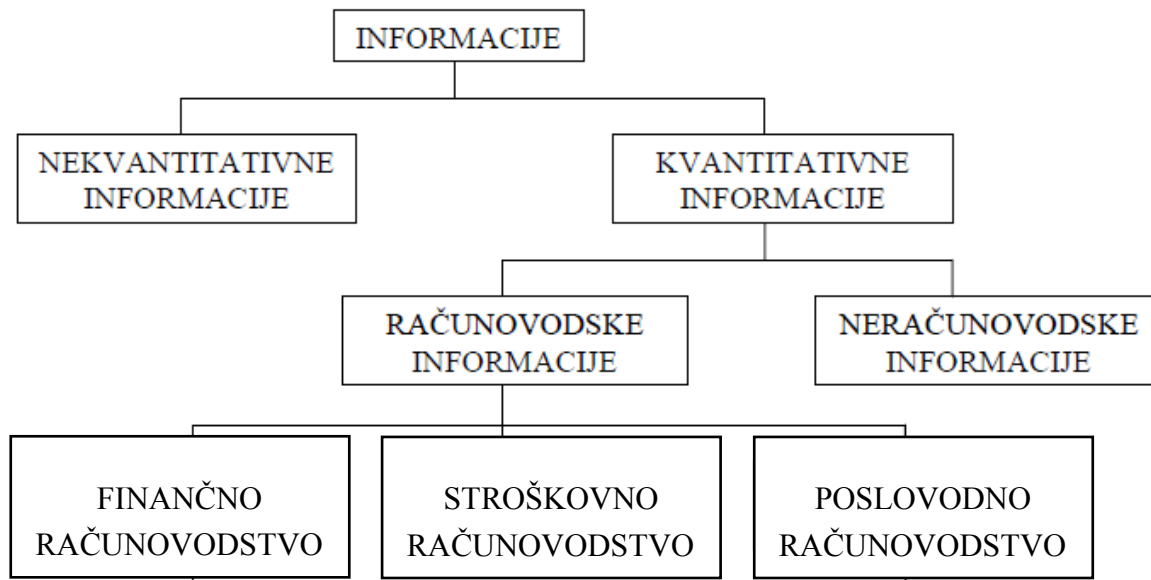 INFORMACIJE
NEKVANTITATIVNE
INFORMACIJE
KVANTITATIVNE
INFORMACIJE
RAČUNOVODSKE
INFORMACIJE
NERAČUNOVODSKE
INFORMACIJE
FINANČNO
RAČUNOVODSTVO
STROŠKOVNO
RAČUNOVODSTVO
POSLOVODNO
RAČUNOVODSTVO